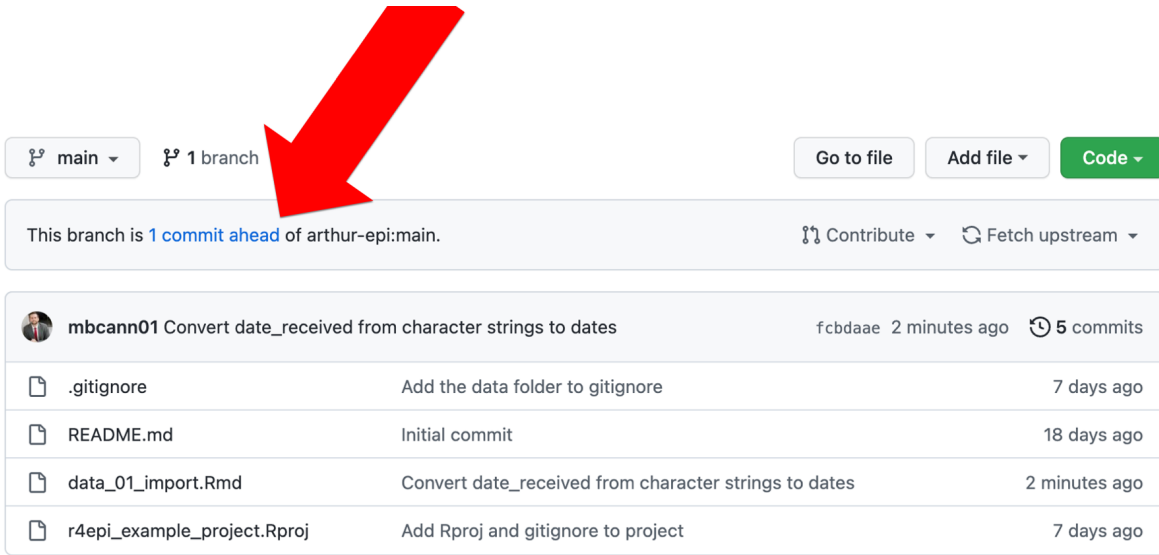 main 1 branch Go to file Add file Code
This branch is 1 commit ahead of arthur-epi:main. Contribute Fetch upstream
mbcann01 Convert date_received from character strings to dates fcbdaae 2 minutes ago 5 commits
.gitignore Add the data folder to gitignore 7 days ago
README.md Initial commit 18 days ago
data_01_import.Rmd Convert date_received from character strings to dates 2 minutes ago
r4epi_example_project.Rproj Add Rproj and gitignore to project 7 days ago